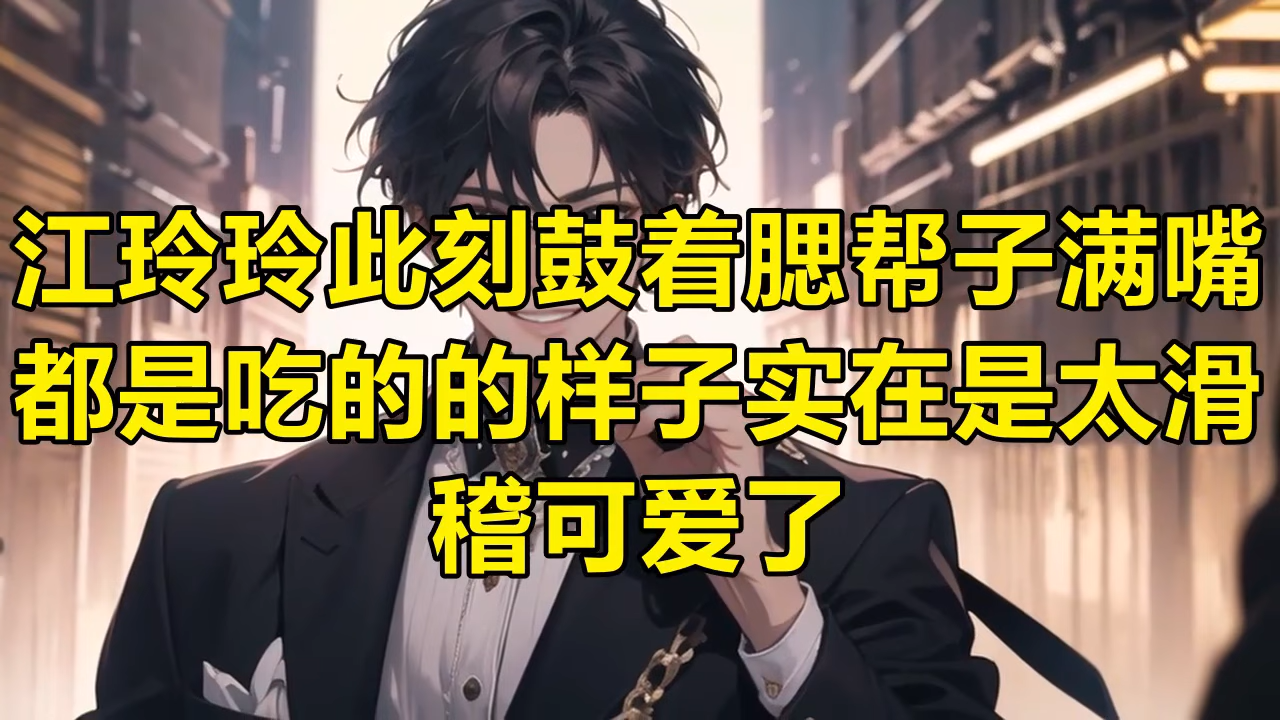 江玲玲此刻鼓着腮帮子满嘴
都是吃的的样子实在是太滑
稽可爱了